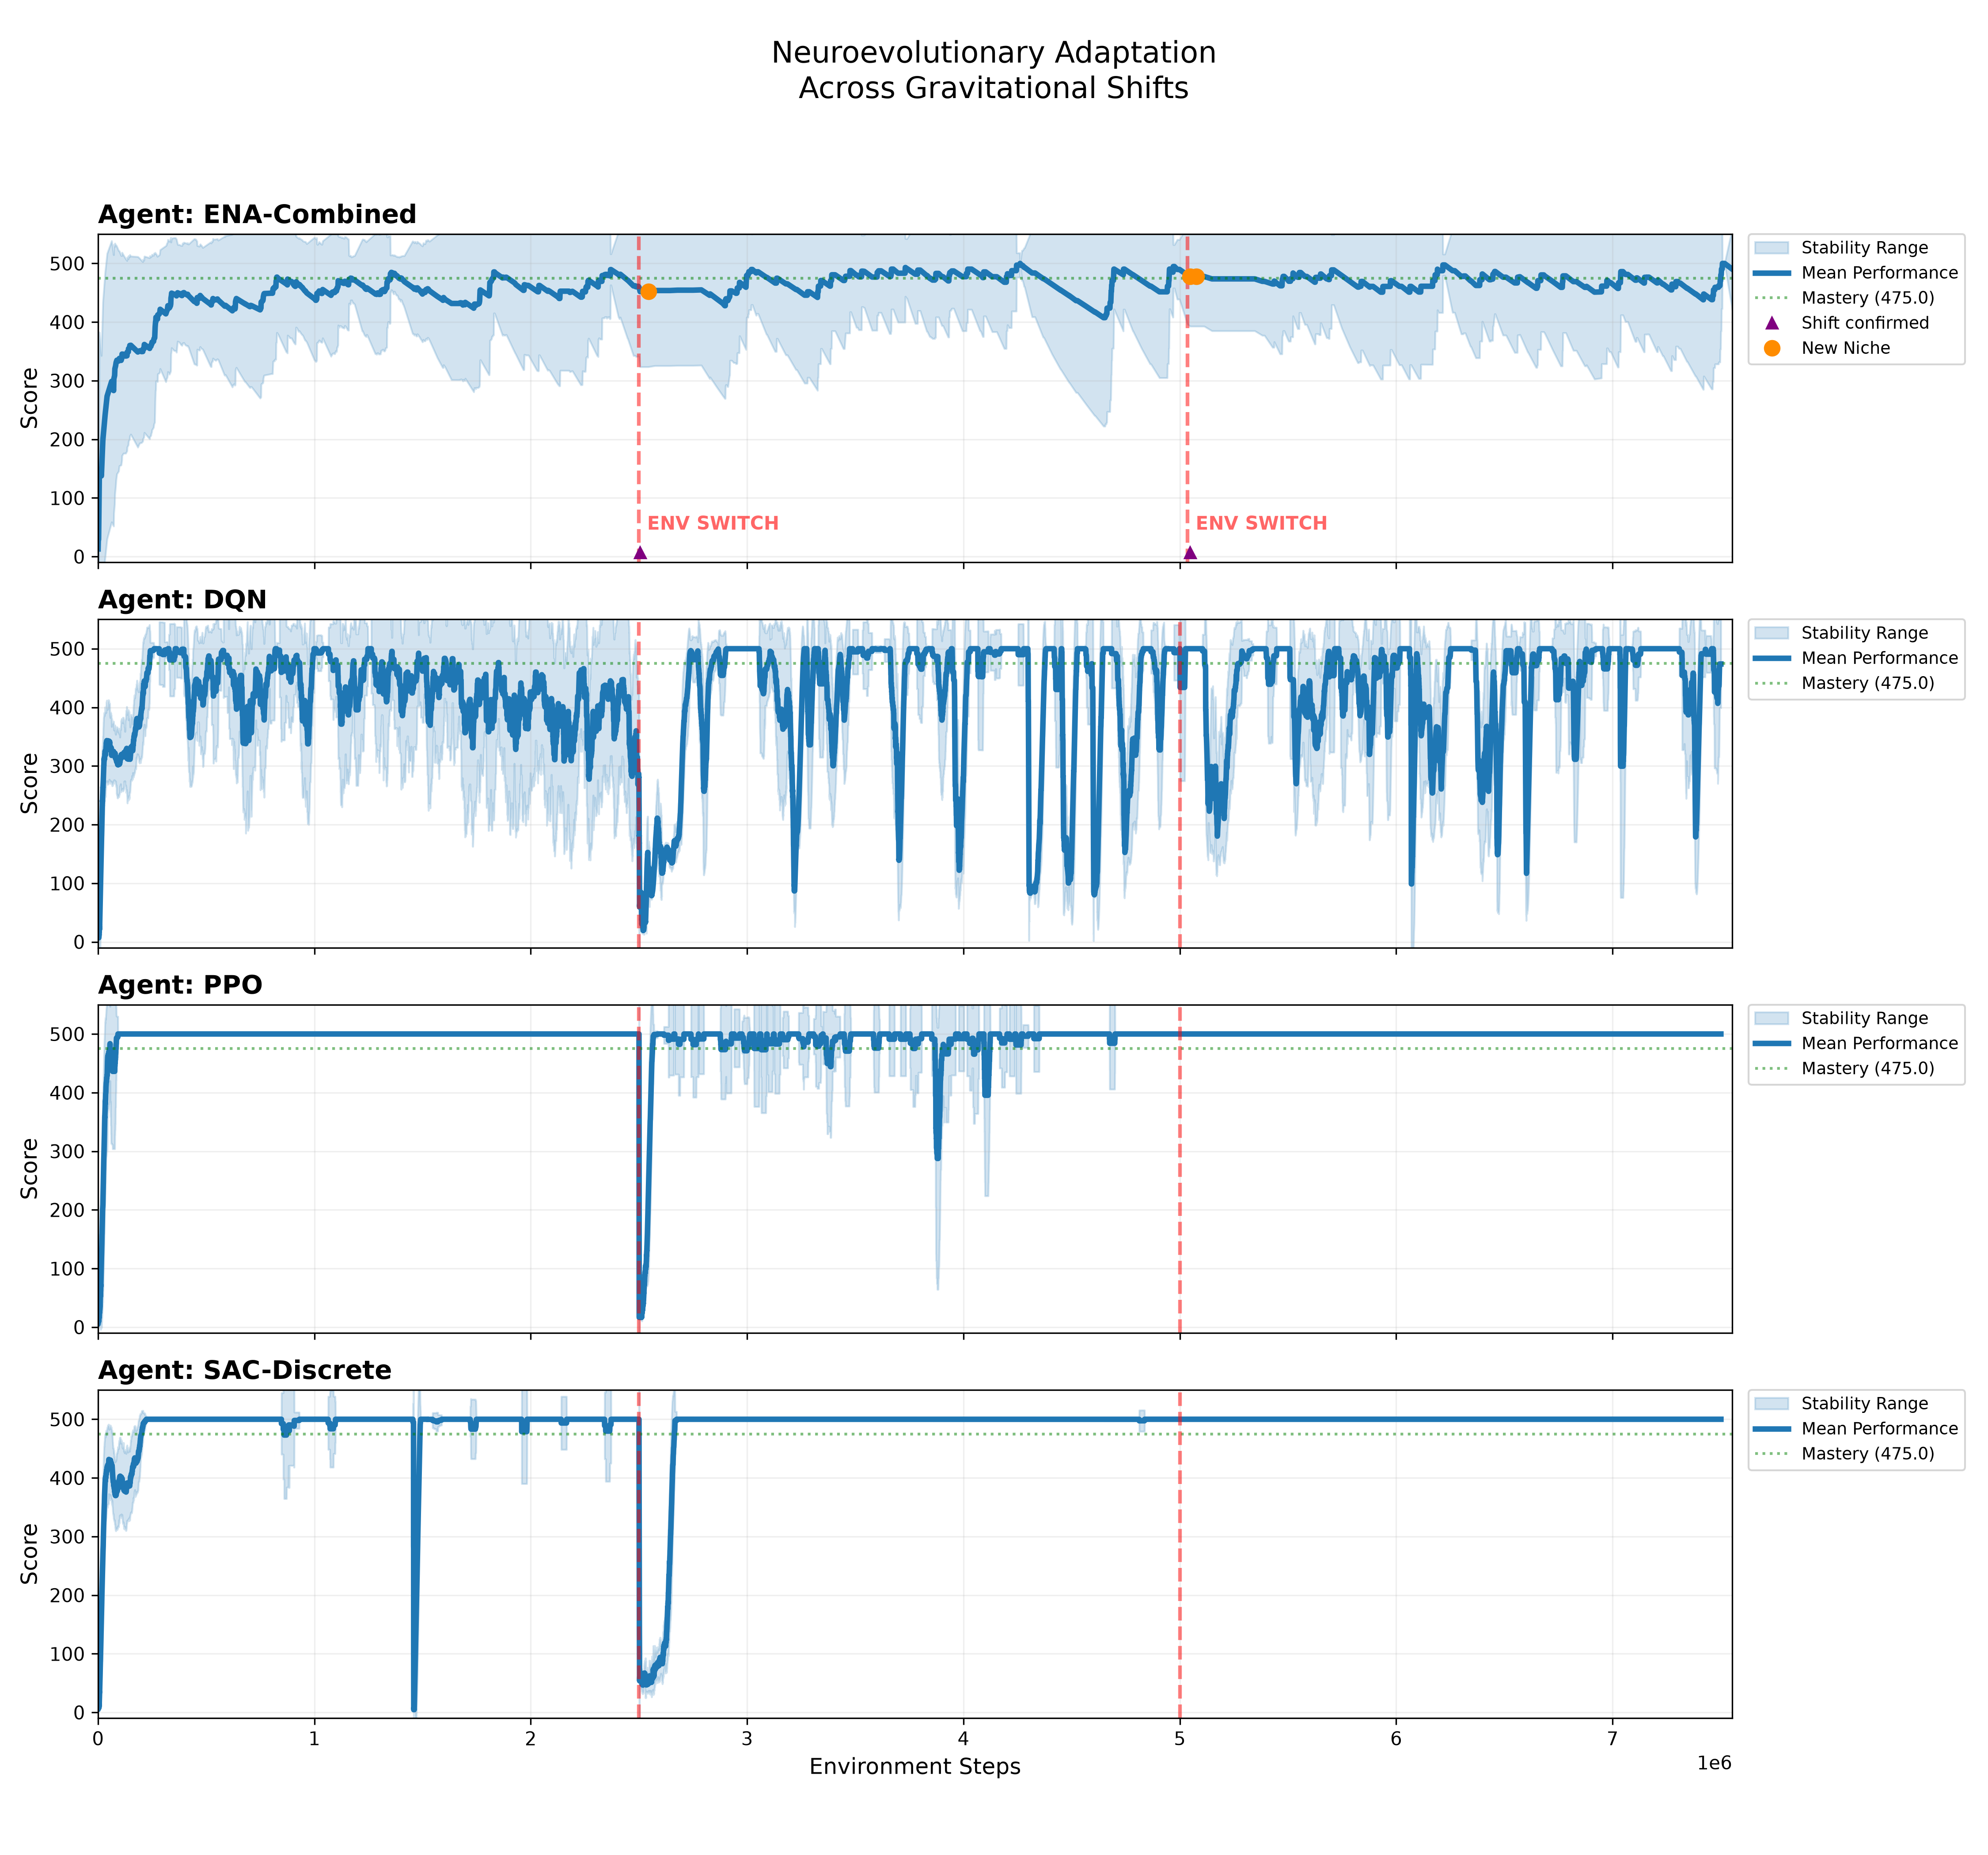 Neuroevolutionary Adaptation
Across Gravitational Shifts
Agent: ENA-Combined
500
400
300
200
100
0
Score
ENV SWITCH
ENV SWITCH
Stability Range
Mean Performance
Mastery (475.0)
Shift confirmed
New Niche
Agent: DQN
500
400
300
200
100
0
Score
Stability Range
Mean Performance
Mastery (475.0)
Agent: PPO
500
400
300
200
100
0
Score
Stability Range
Mean Performance
Mastery (475.0)
Agent: SAC-Discrete
500
400
300
200
100
0
Score
Stability Range
Mean Performance
Mastery (475.0)
0 1 2 3 4 5 6 7
1e6
Environment Steps